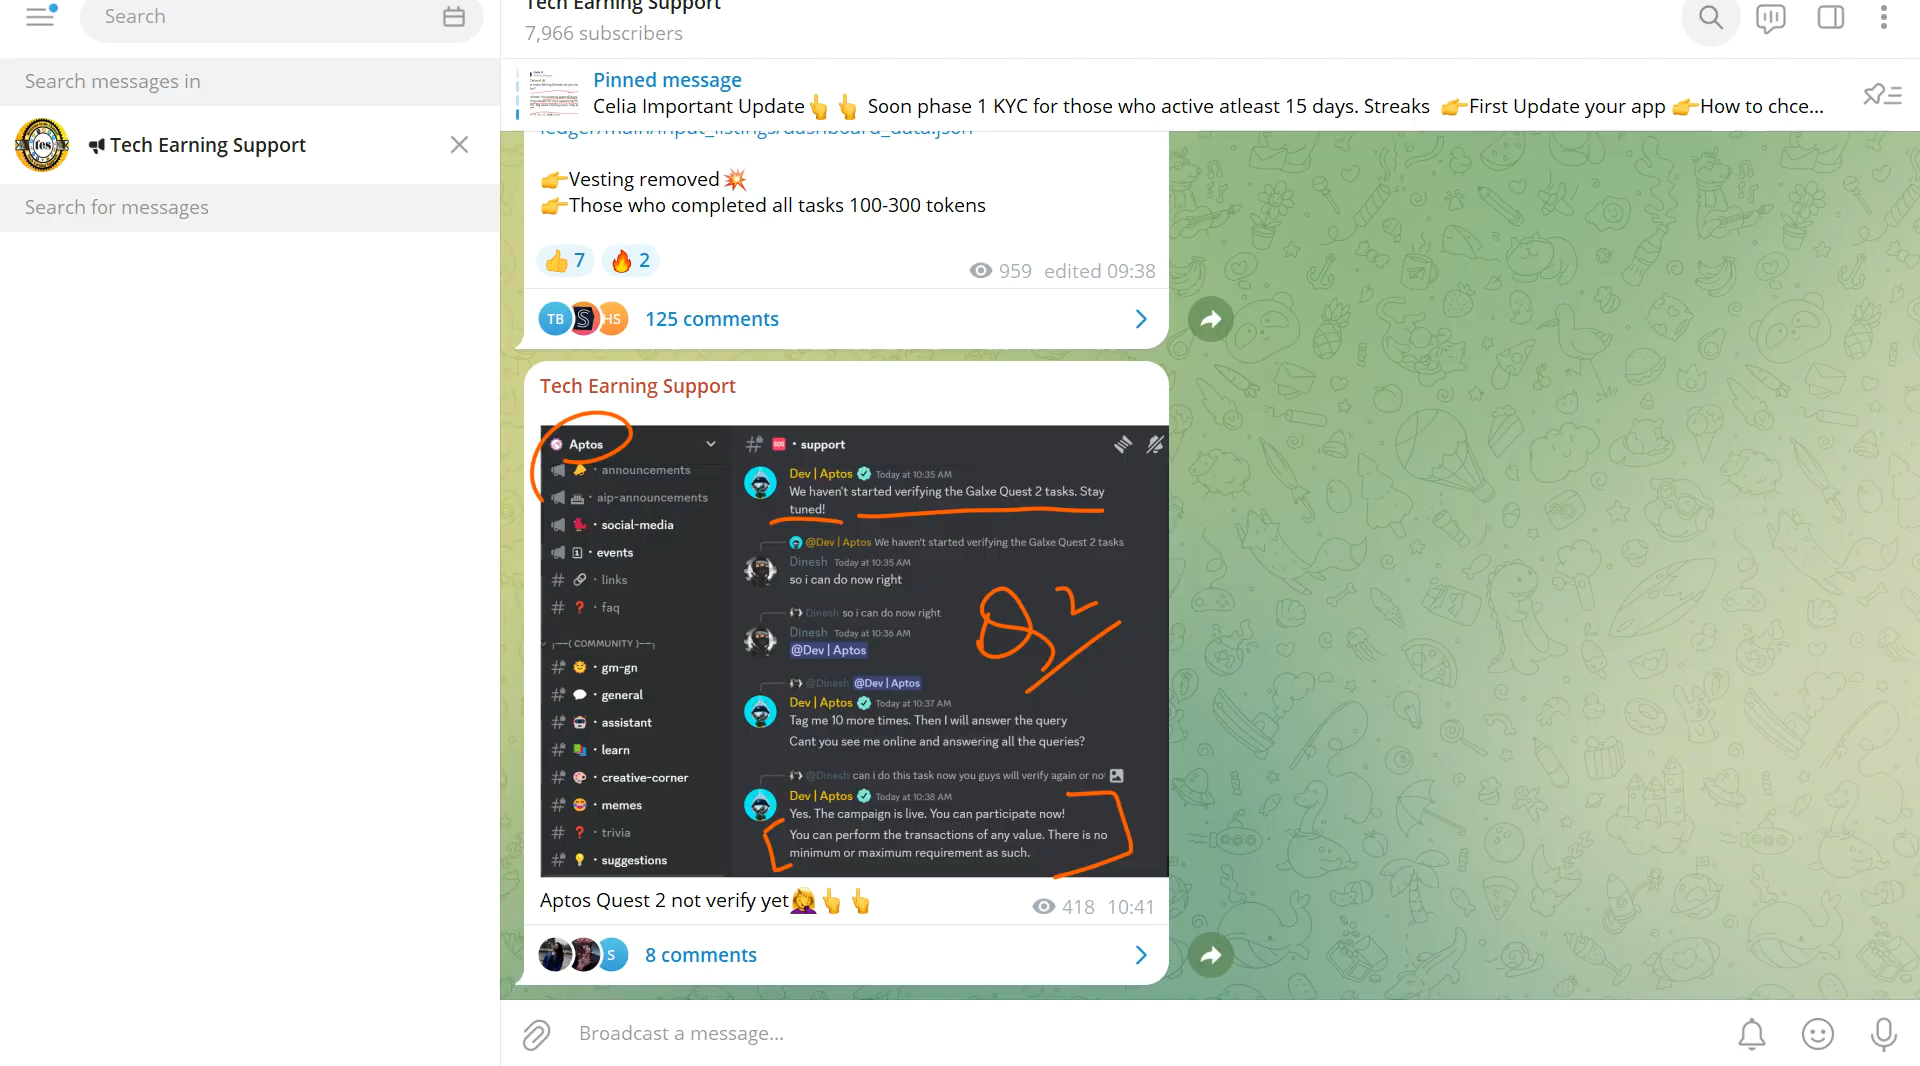 Search
Search messages in
Tech Earning Support
Search for messages
Tech Earning Support
7,966 subscribers
Pinned message
Celia Important Update👆👆 Soon phase 1 KYC for those who active atleast 15 days. Streaks 👉First Update your app 👉How to chce...
ledger/main/input_listings/dashboard_data.json
👉Vesting removed💥
👉Those who completed all tasks 100-300 tokens
👍 7 🔥 2
959 edited 09:38
TB S HS 125 comments
Tech Earning Support
Aptos
announcements
aip-announcements
social-media
events
links
faq
COMMUNITY
gm-gn
general
assistant
learn
creative-corner
memes
trivia
suggestions
# SOS · support
Dev | Aptos Today at 10:35 AM
We haven't started verifying the Galxe Quest 2 tasks. Stay
tuned!
@Dev | Aptos We haven't started verifying the Galxe Quest 2 tasks
Dinesh Today at 10:35 AM
so i can do now right
Dinesh so i can do now right
Dinesh Today at 10:36 AM
@Dev | Aptos
@Dinesh @Dev | Aptos
Dev | Aptos Today at 10:37 AM
Tag me 10 more times. Then I will answer the query
Cant you see me online and answering all the queries?
@Dinesh can i do this task now you guys will verify again or not
Dev | Aptos Today at 10:38 AM
Yes. The campaign is live. You can participate now!
You can perform the transactions of any value. There is no
minimum or maximum requirement as such.
Aptos Quest 2 not verify yet🤦‍♀️👆👆
418 10:41
S 8 comments
Broadcast a message...